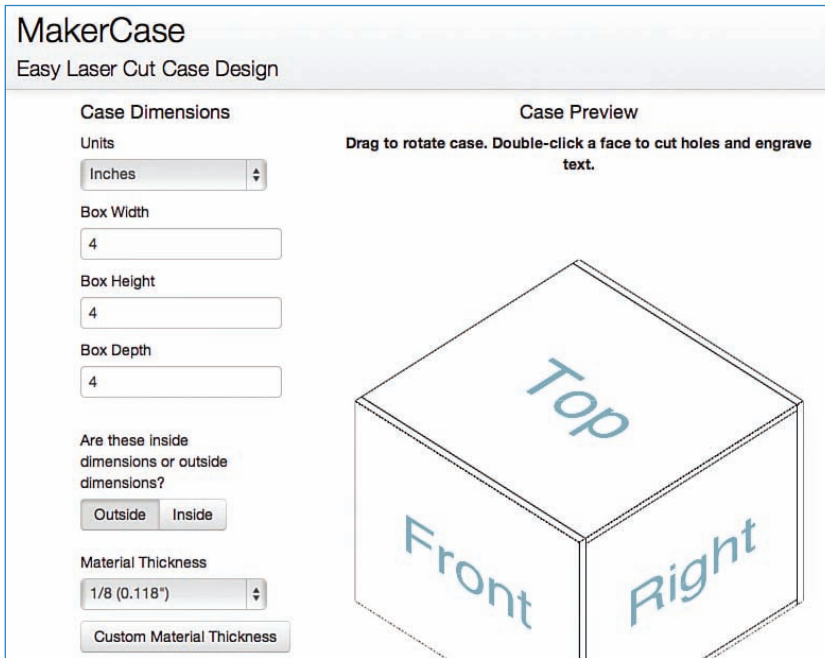 MakerCase
Easy Laser Cut Case Design
Case Dimensions
Units
Inches
Box Width
4
Box Height
4
Box Depth
4
Are these inside
dimensions or outside
dimensions?
Outside Inside
Material Thickness
1/8 (0.118")
Custom Material Thickness
Case Preview
Drag to rotate case. Double-click a face to cut holes and engrave
text.
Top
Front
Right